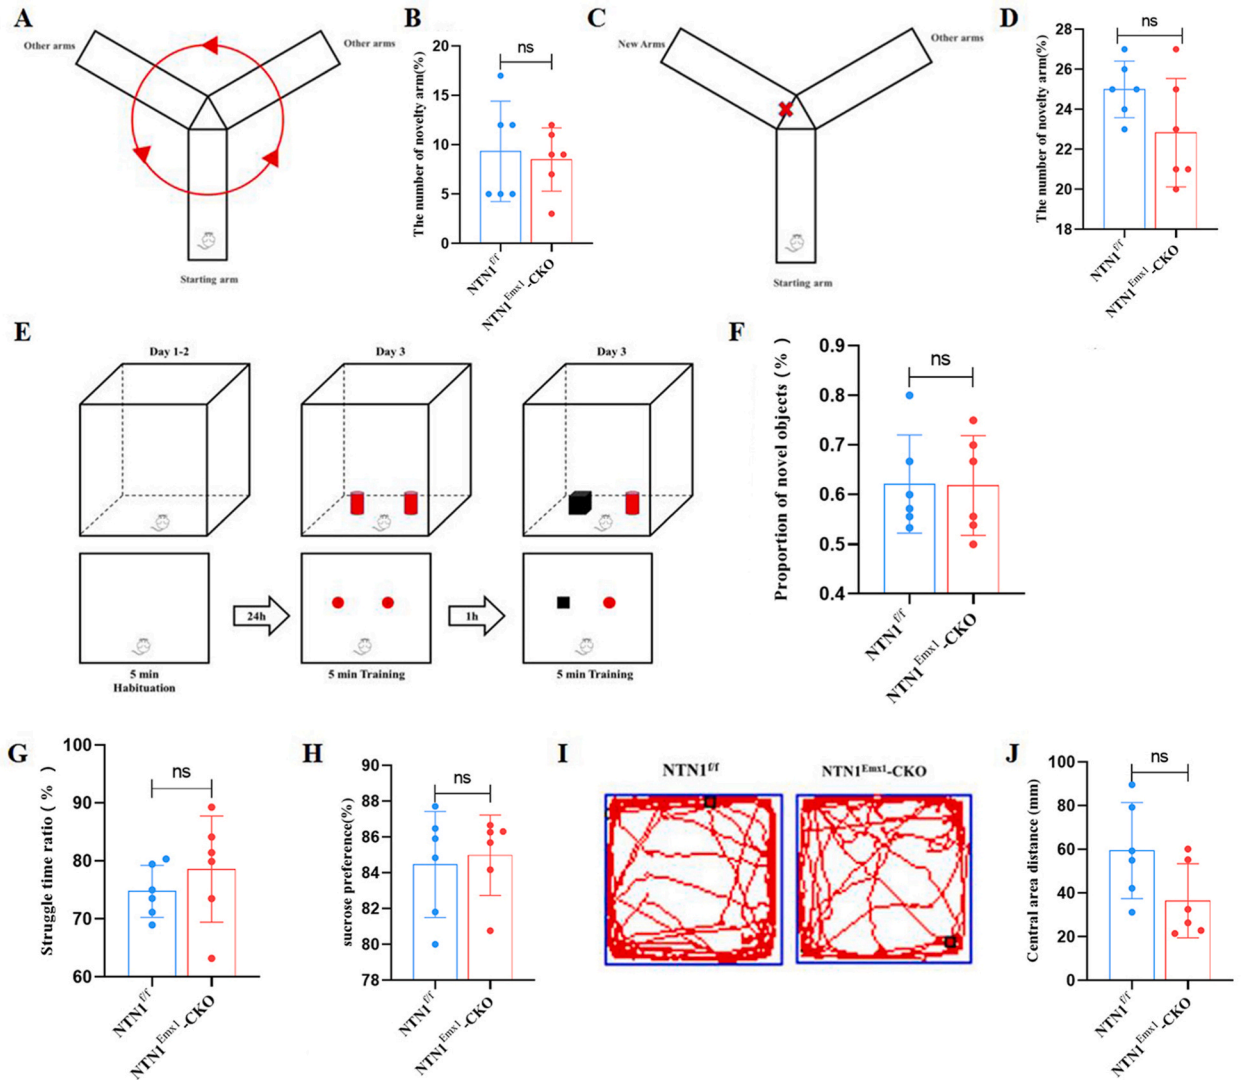 A
Other arms
Other arms
Starting arm
B
The number of novelty arm(%)
20
15
10
5
0
ns
NTN1f/f
NTN1Emx1-CKO
C
New Arms
Other arms
Starting arm
D
The number of novelty arm(%)
28
26
24
22
20
18
ns
NTN1f/f
NTN1Emx1-CKO
E
Day 1-2
Day 3
Day 3
24h
1h
5 min
Habituation
5 min Training
5 min Training
F
Proportion of novel objects ( % )
0.9
0.8
0.7
0.6
0.5
0.4
ns
NTN1f/f
NTN1Emx1-CKO
G
Struggle time ratio ( % )
100
90
80
70
60
ns
NTN1f/f
NTN1Emx1-CKO
H
sucrose preference(%)
90
88
86
84
82
80
78
ns
NTN1f/f
NTN1Emx1-CKO
I
NTN1f/f
NTN1Emx1-CKO
J
Central area distance (mm)
100
80
60
40
20
0
ns
NTN1f/f
NTN1Emx1-CKO